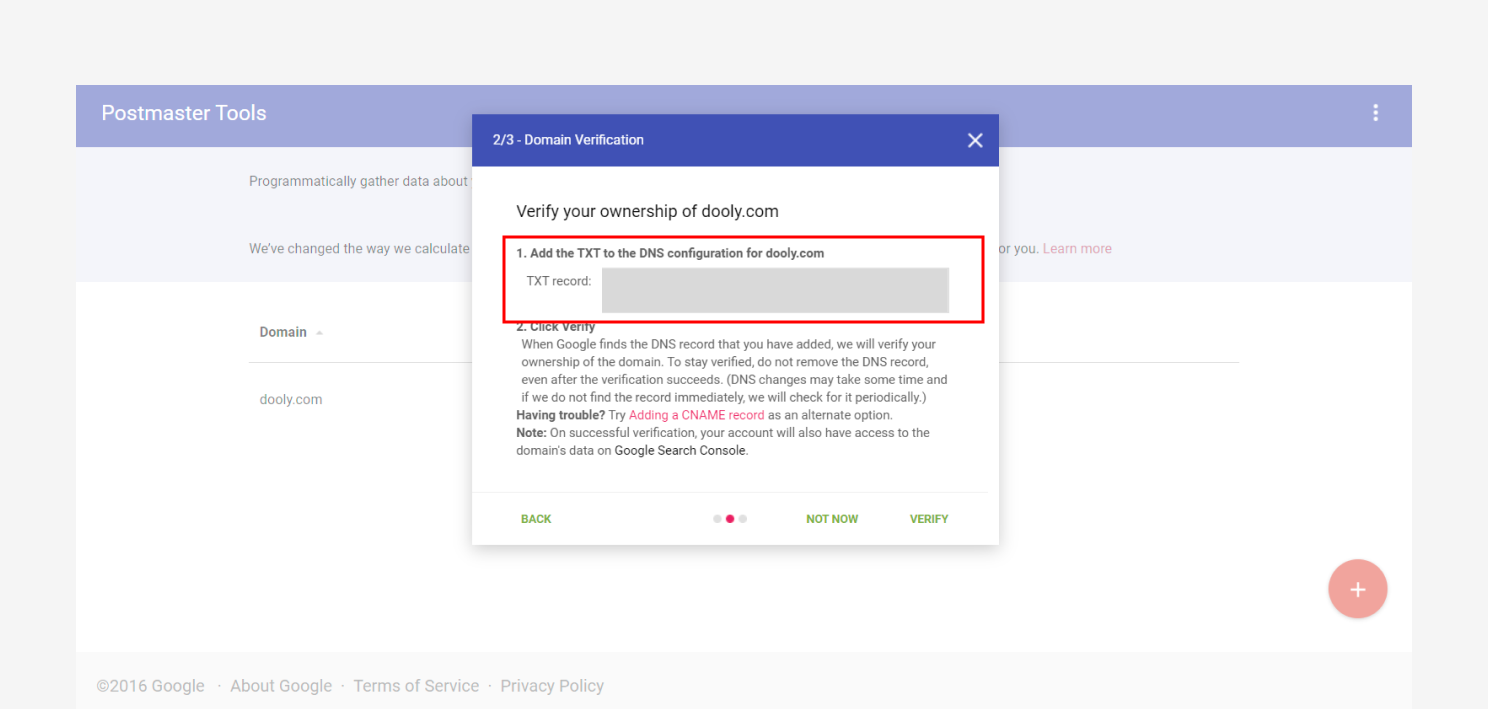 Postmaster Tools
2/3 - Domain Verification
Programmatically gather data about
Verify your ownership of dooly.com
We've changed the way we calculate
or you. Learn more
1. Add the TXT to the DNS configuration for dooly.com
TXT record:
2. Click Verify
When Google finds the DNS record that you have added, we will verify your
ownership of the domain. To stay verified, do not remove the DNS record,
even after the verification succeeds. (DNS changes may take some time and
if we do not find the record immediately, we will check for it periodically.)
Having trouble? Try Adding a CNAME record as an alternate option.
Note: On successful verification, your account will also have access to the
domain's data on Google Search Console.
BACK
NOT NOW
VERIFY
Domain
dooly.com
©2016 Google · About Google · Terms of Service · Privacy Policy